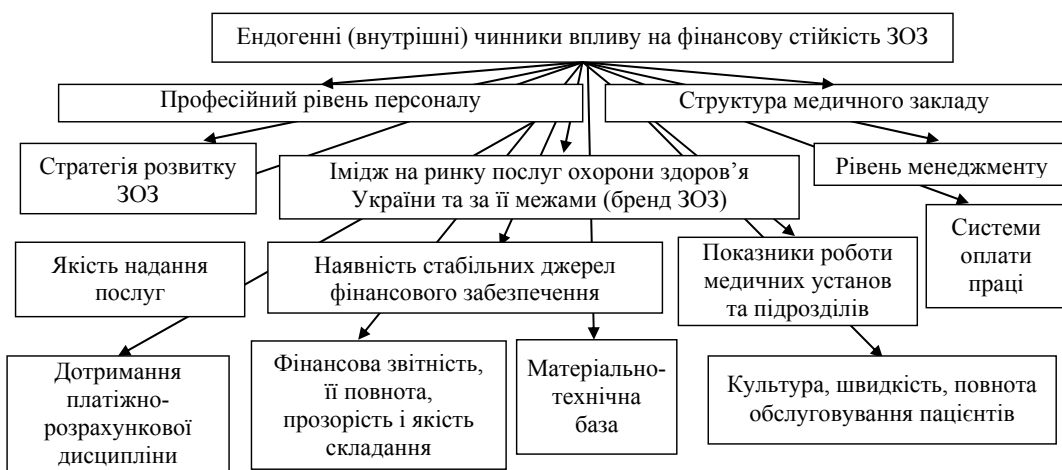 Ендогенні (внутрішні) чинники впливу на фінансову стійкість ЗОЗ
Професійний рівень персоналу
Структура медичного закладу
Стратегія розвитку
ЗОЗ
Імідж на ринку послуг охорони здоров’я
України та за її межами (бренд ЗОЗ)
Рівень менеджменту
Якість надання
послуг
Наявність стабільних джерел
фінансового забезпечення
Показники роботи
медичних установ
та підрозділів
Системи
оплати
праці
Дотримання
платіжно-
розрахункової
дисципліни
Фінансова звітність,
її повнота,
прозорість і якість
складання
Матеріально-
технічна
база
Культура, швидкість, повнота
обслуговування пацієнтів